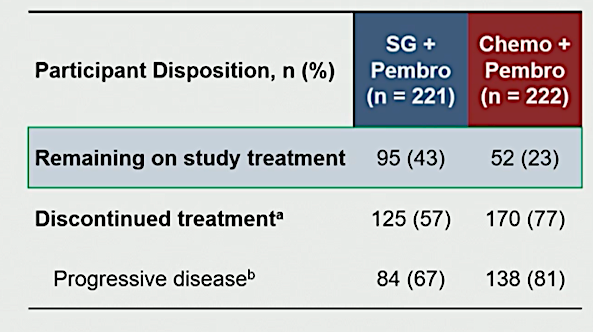 Participant Disposition, n (%) SG + Pembro (n = 221) Chemo + Pembro (n = 222)
Remaining on study treatment 95 (43) 52 (23)
Discontinued treatmentᵃ 125 (57) 170 (77)
Progressive diseaseᵇ 84 (67) 138 (81)